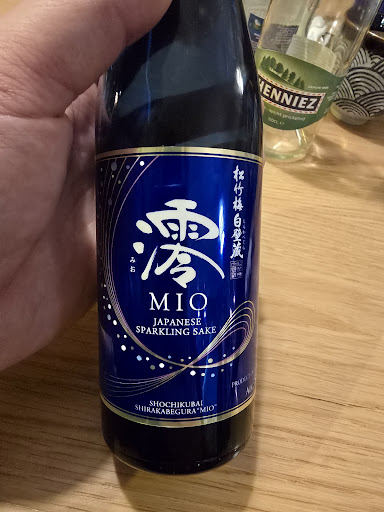 松竹梅白壁蔵
澪
みお
MIO
JAPANESE
SPARKLING SAKE
SHOCHIKUBAI
SHIRAKABEGURA "MIO"
HENNIEZ